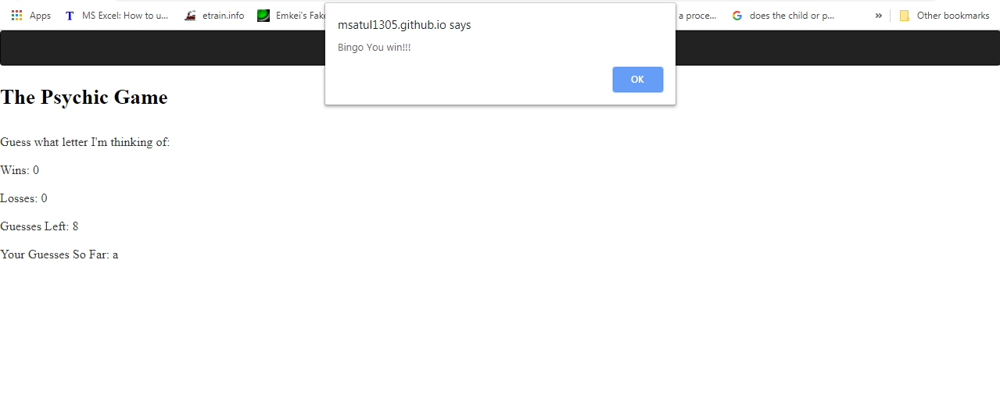 Apps MS Excel: How to u... etrain.info Emkei's Fake a proce... does the child or p... » Other bookmarks
msatul1305.github.io says
Bingo You win!!!
OK
The Psychic Game
Guess what letter I'm thinking of:
Wins: 0
Losses: 0
Guesses Left: 8
Your Guesses So Far: a